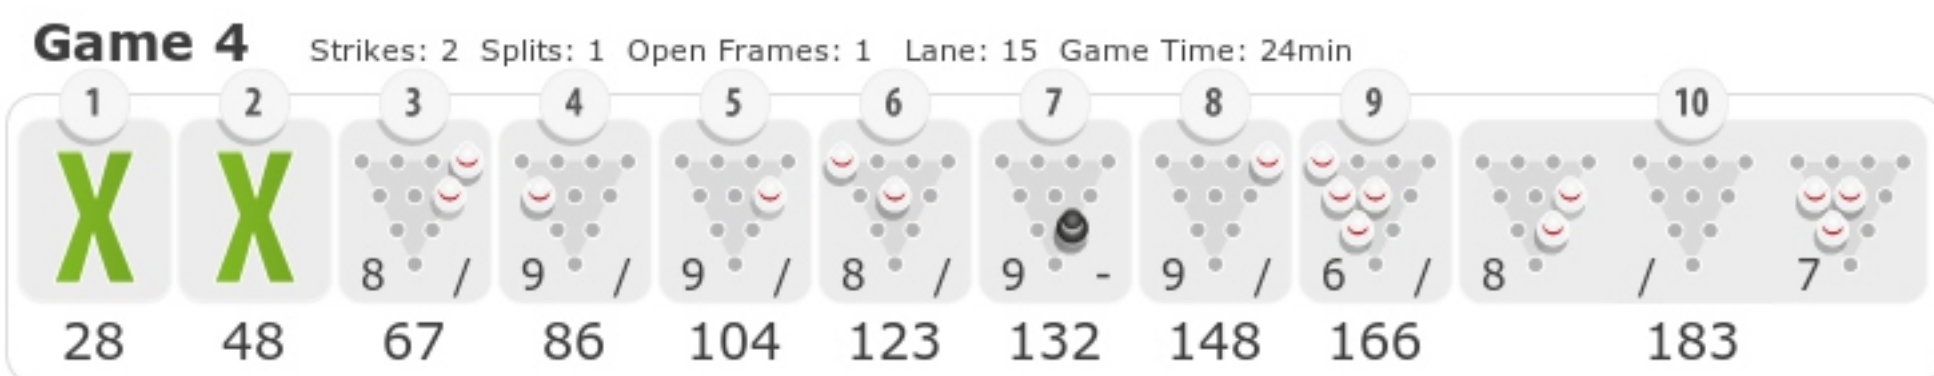 Game 4 Strikes: 2 Splits: 1 Open Frames: 1 Lane: 15 Game Time: 24min
1 2 3 4 5 6 7 8 9 10
X X 8 / 9 / 9 / 8 / 9 - 9 / 6 / 8 / 7
28 48 67 86 104 123 132 148 166 183